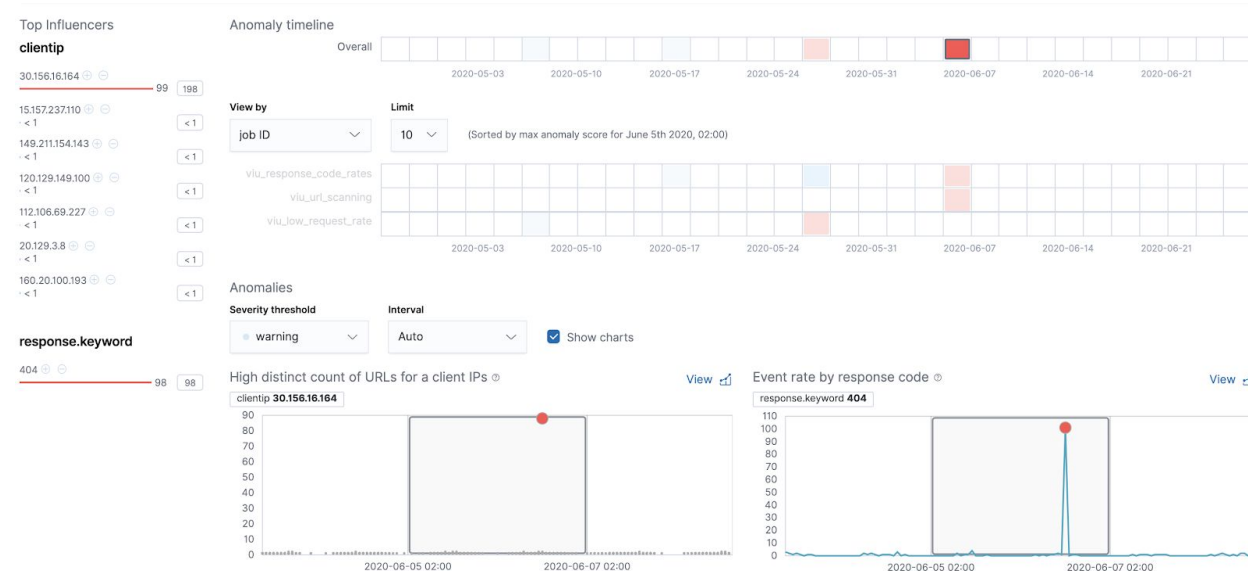 Top Influencers
clientip
30.156.16.164
99 198
15.157.237.110
< 1 < 1
149.211.154.143
< 1 < 1
120.129.149.100
< 1 < 1
112.106.69.227
< 1 < 1
20.129.3.8
< 1 < 1
160.20.100.193
< 1 < 1
response.keyword
404
98 98
Anomaly timeline
Overall
2020-05-03 2020-05-10 2020-05-17 2020-05-24 2020-05-31 2020-06-07 2020-06-14 2020-06-21
View by Limit
job ID 10 (Sorted by max anomaly score for June 5th 2020, 02:00)
viu_response_code_rates
viu_url_scanning
viu_low_request_rate
2020-05-03 2020-05-10 2020-05-17 2020-05-24 2020-05-31 2020-06-07 2020-06-14 2020-06-21
Anomalies
Severity threshold Interval
warning Auto Show charts
High distinct count of URLs for a client IPs View
clientip 30.156.16.164
90
80
70
60
50
40
30
20
10
0
2020-06-05 02:00 2020-06-07 02:00
Event rate by response code View
response.keyword 404
110
100
90
80
70
60
50
40
30
20
10
0
2020-06-05 02:00 2020-06-07 02:00